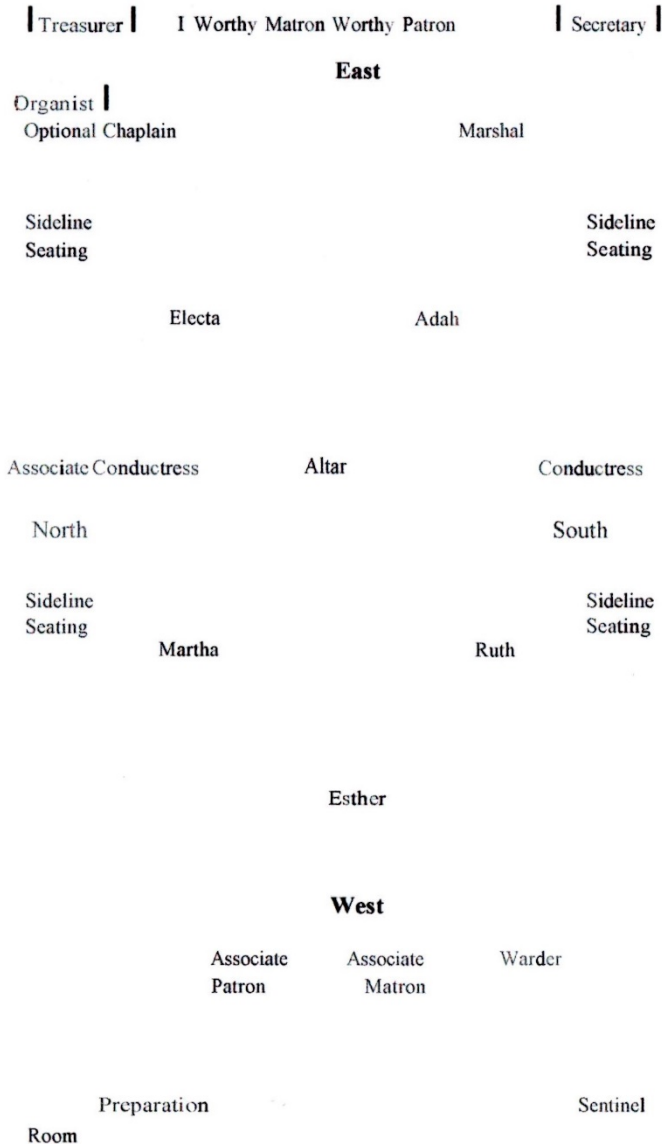 Treasurer I Worthy Matron Worthy Patron Secretary
East
Organist
Optional Chaplain Marshal
Sideline Sideline
Seating Seating
Electa Adah
Associate Conductress Altar Conductress
North South
Sideline Sideline
Seating Seating
Martha Ruth
Esther
West
Associate Associate Warder
Patron Matron
Preparation Sentinel
Room